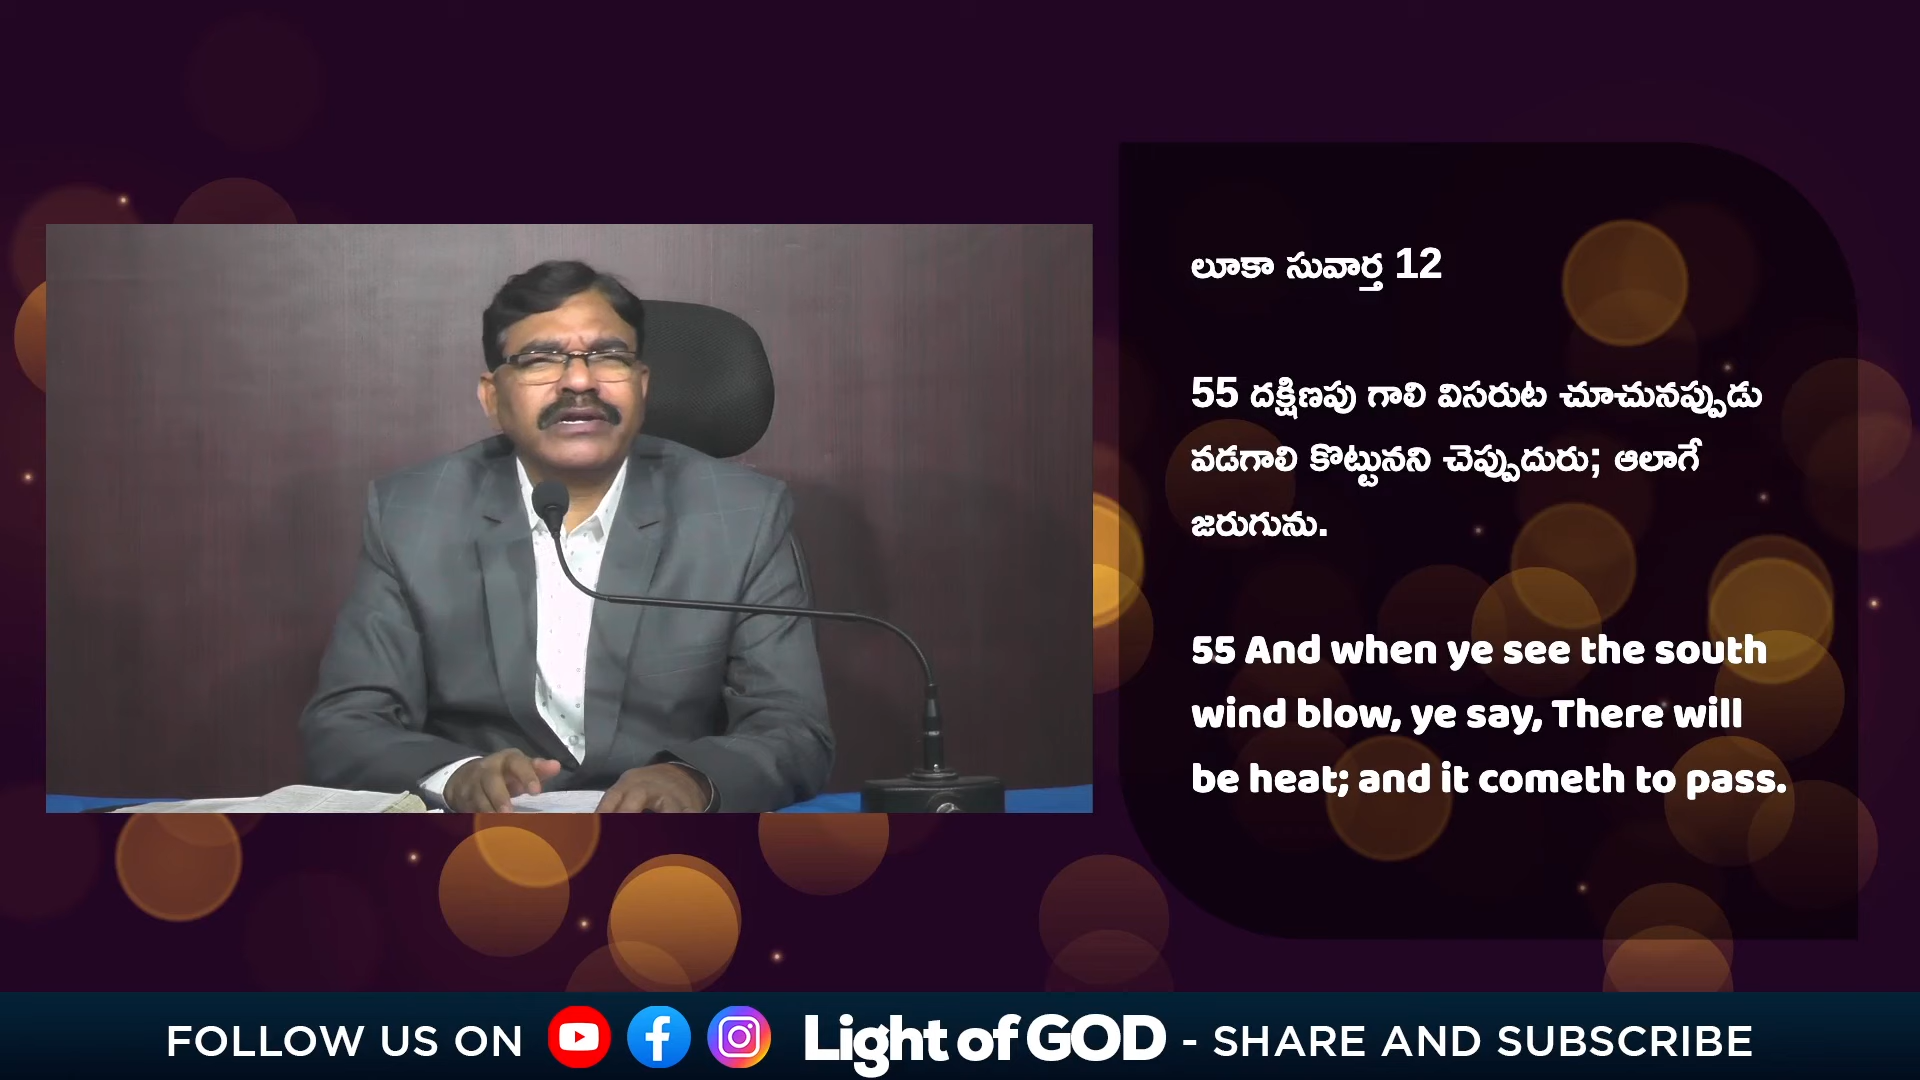 లూకా సువార్త 12
55 దక్షిణపు గాలి విసరుట చూచునప్పుడు
వడగాలి కొట్టునని చెప్పుదురు; ఆలాగే
జరుగును.
55 And when ye see the south
wind blow, ye say, There will
be heat; and it cometh to pass.
FOLLOW US ON Light of GOD - SHARE AND SUBSCRIBE